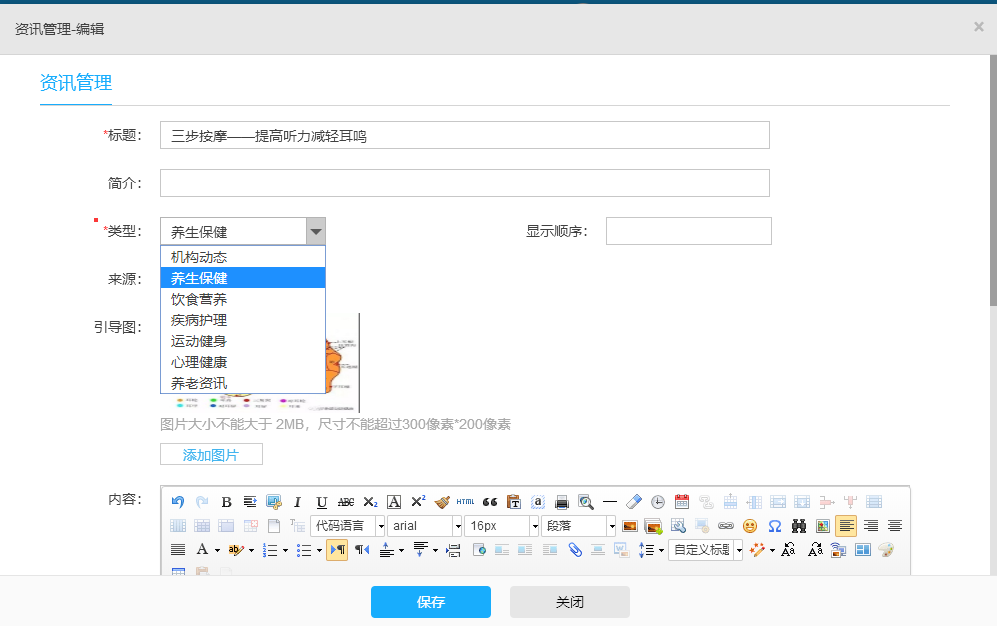 资讯管理-编辑
资讯管理
*标题： 三步按摩——提高听力减轻耳鸣
简介：
*类型： 养生保健 显示顺序：
机构动态
来源： 养生保健
饮食营养
引导图： 疾病护理
运动健身
心理健康
养老资讯
图片大小不能大于 2MB，尺寸不能超过300像素*200像素
添加图片
内容：
HTML
代码语言 arial 16px 段落
自定义标题
保存 关闭